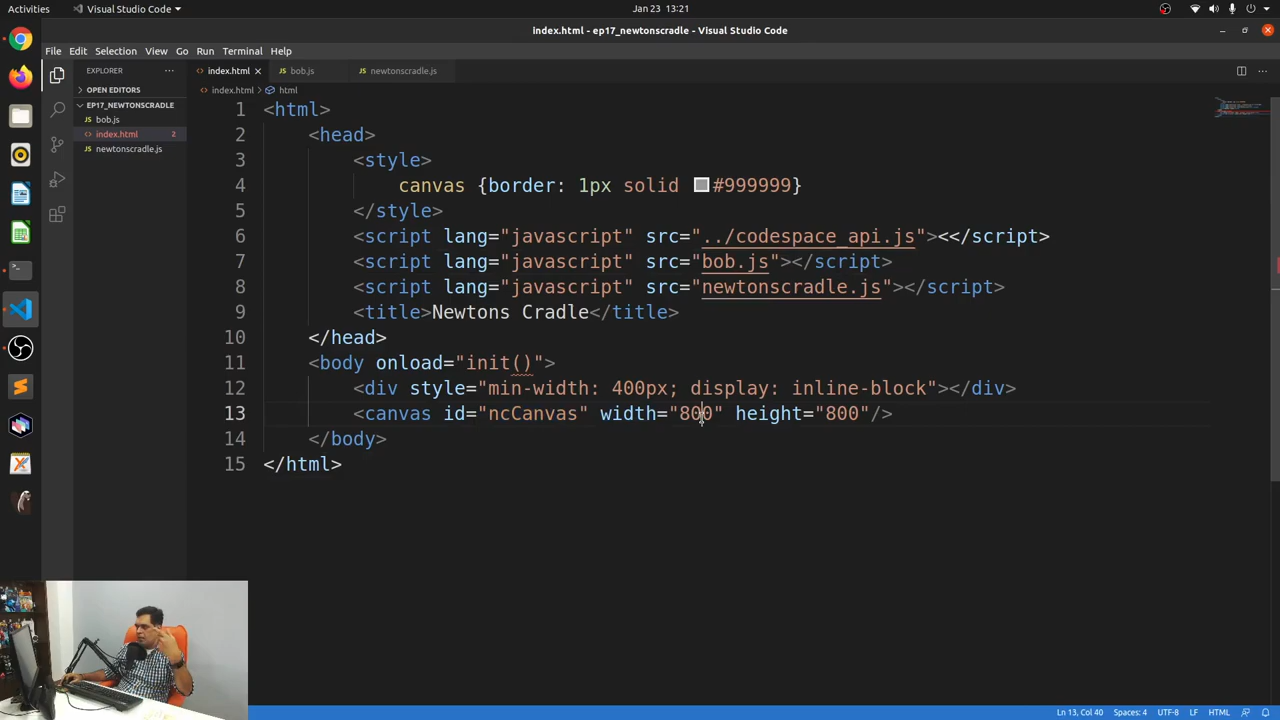 Activities
Visual Studio Code
Jan 23 13:21
index.html - ep17_newtonscradle - Visual Studio Code
File Edit Selection View Go Run Terminal Help
EXPLORER
index.html
bob.js
newtonscradle.js
OPEN EDITORS
index.html > html
EP17_NEWTONSCRADLE
bob.js
index.html 2
newtonscradle.js
1 <html>
2 <head>
3 <style>
4 canvas {border: 1px solid #999999}
5 </style>
6 <script lang="javascript" src="../codespace_api.js"><</script>
7 <script lang="javascript" src="bob.js"></script>
8 <script lang="javascript" src="newtonscradle.js"></script>
9 <title>Newtons Cradle</title>
10 </head>
11 <body onload="init()">
12 <div style="min-width: 400px; display: inline-block"></div>
13 <canvas id="ncCanvas" width="800" height="800"/>
14 </body>
15 </html>
Ln 13, Col 40 Spaces: 4 UTF-8 LF HTML